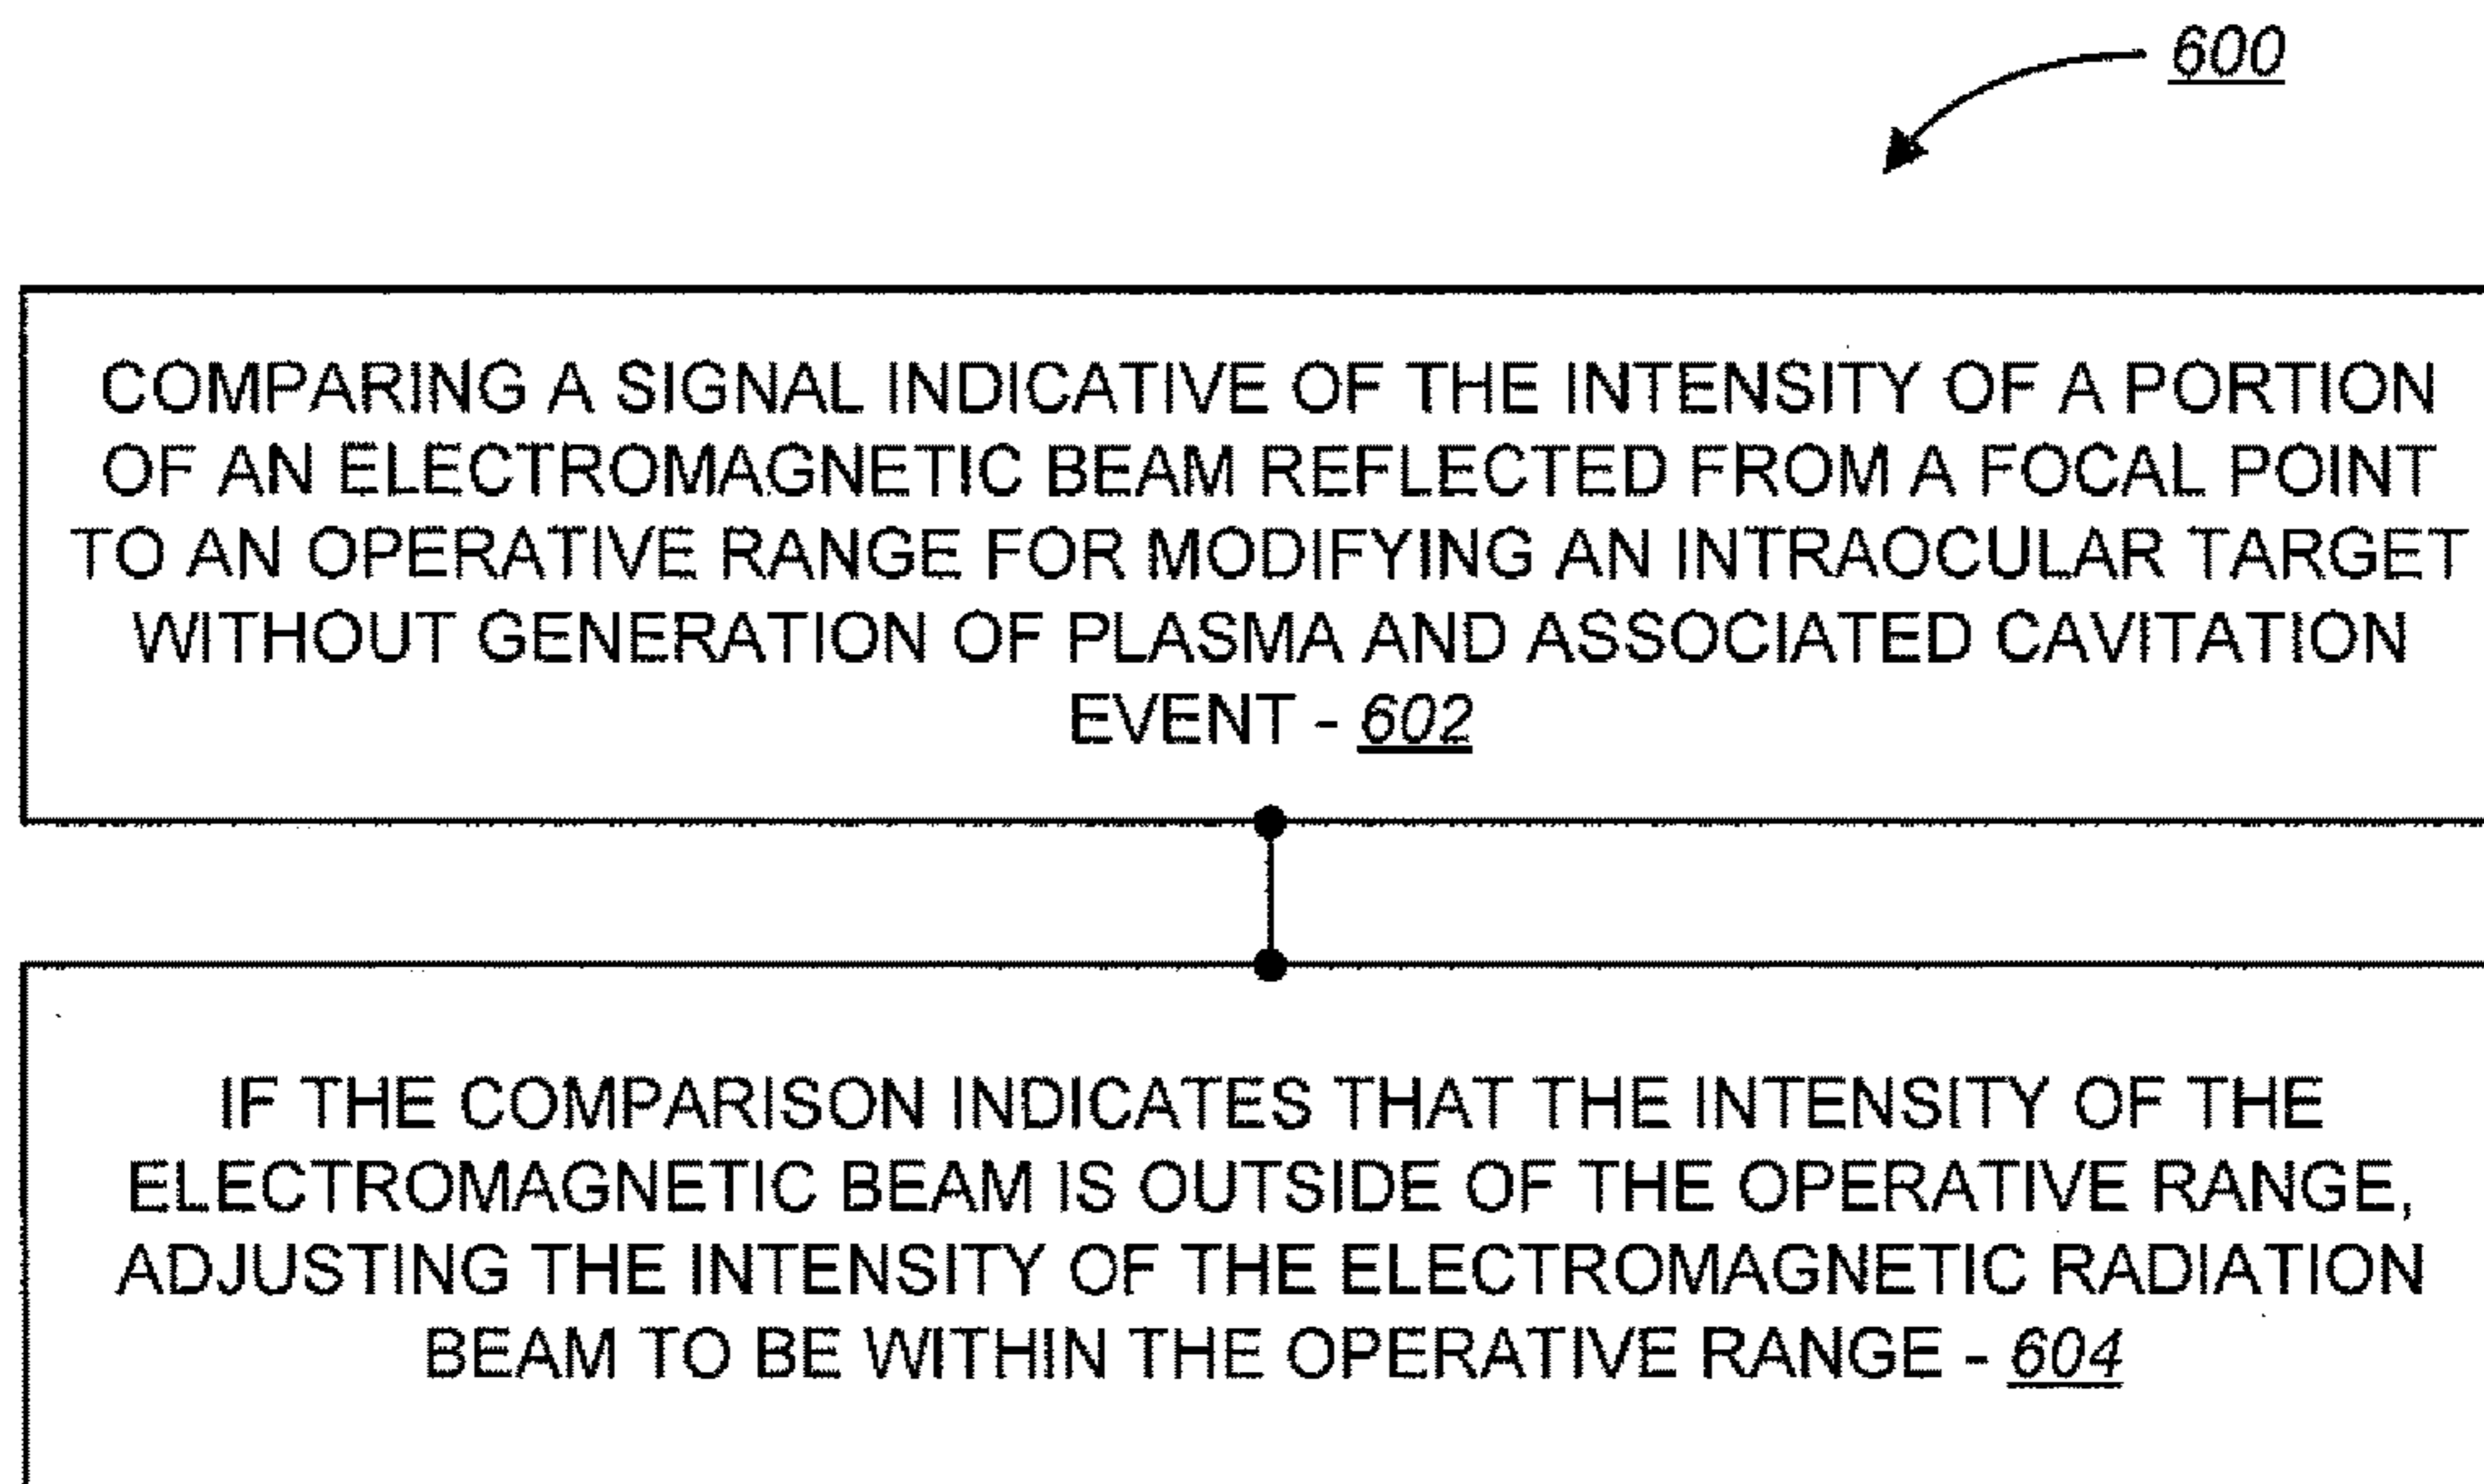 600
COMPARING A SIGNAL INDICATIVE OF THE INTENSITY OF A PORTION
OF AN ELECTROMAGNETIC BEAM REFLECTED FROM A FOCAL POINT
TO AN OPERATIVE RANGE FOR MODIFYING AN INTRAOCULAR TARGET
WITHOUT GENERATION OF PLASMA AND ASSOCIATED CAVITATION
EVENT - 602
IF THE COMPARISON INDICATES THAT THE INTENSITY OF THE
ELECTROMAGNETIC BEAM IS OUTSIDE OF THE OPERATIVE RANGE,
ADJUSTING THE INTENSITY OF THE ELECTROMAGNETIC RADIATION
BEAM TO BE WITHIN THE OPERATIVE RANGE - 604